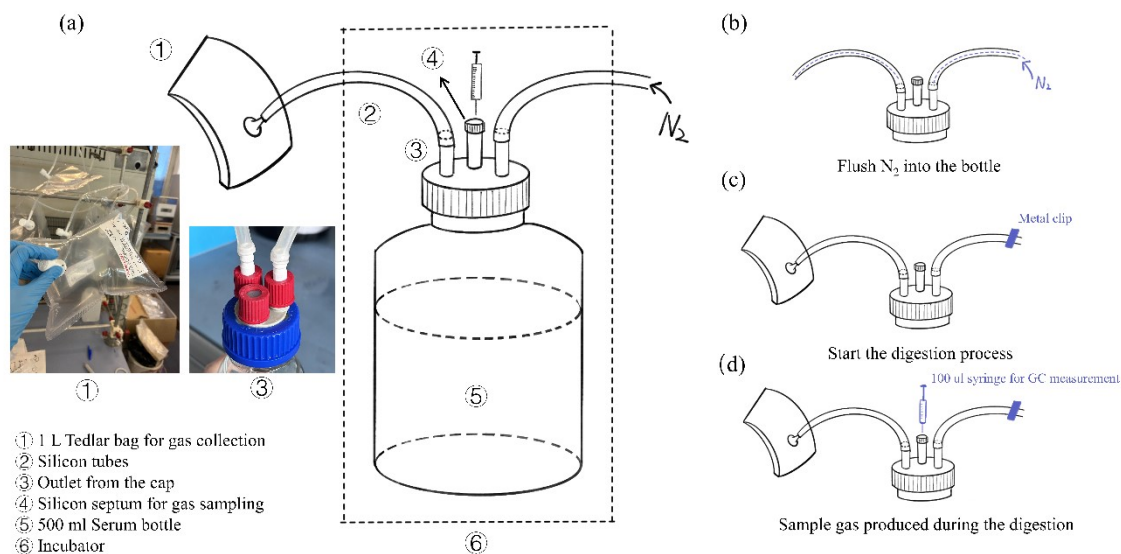 (a)
①
④
②
③
N₂
⑤
①
③
① 1 L Tedlar bag for gas collection
② Silicon tubes
③ Outlet from the cap
④ Silicon septum for gas sampling
⑤ 500 ml Serum bottle
⑥ Incubator
⑥
(b)
N₂
Flush N₂ into the bottle
(c)
Metal clip
Start the digestion process
(d)
100 ul syringe for GC measurement
Sample gas produced during the digestion